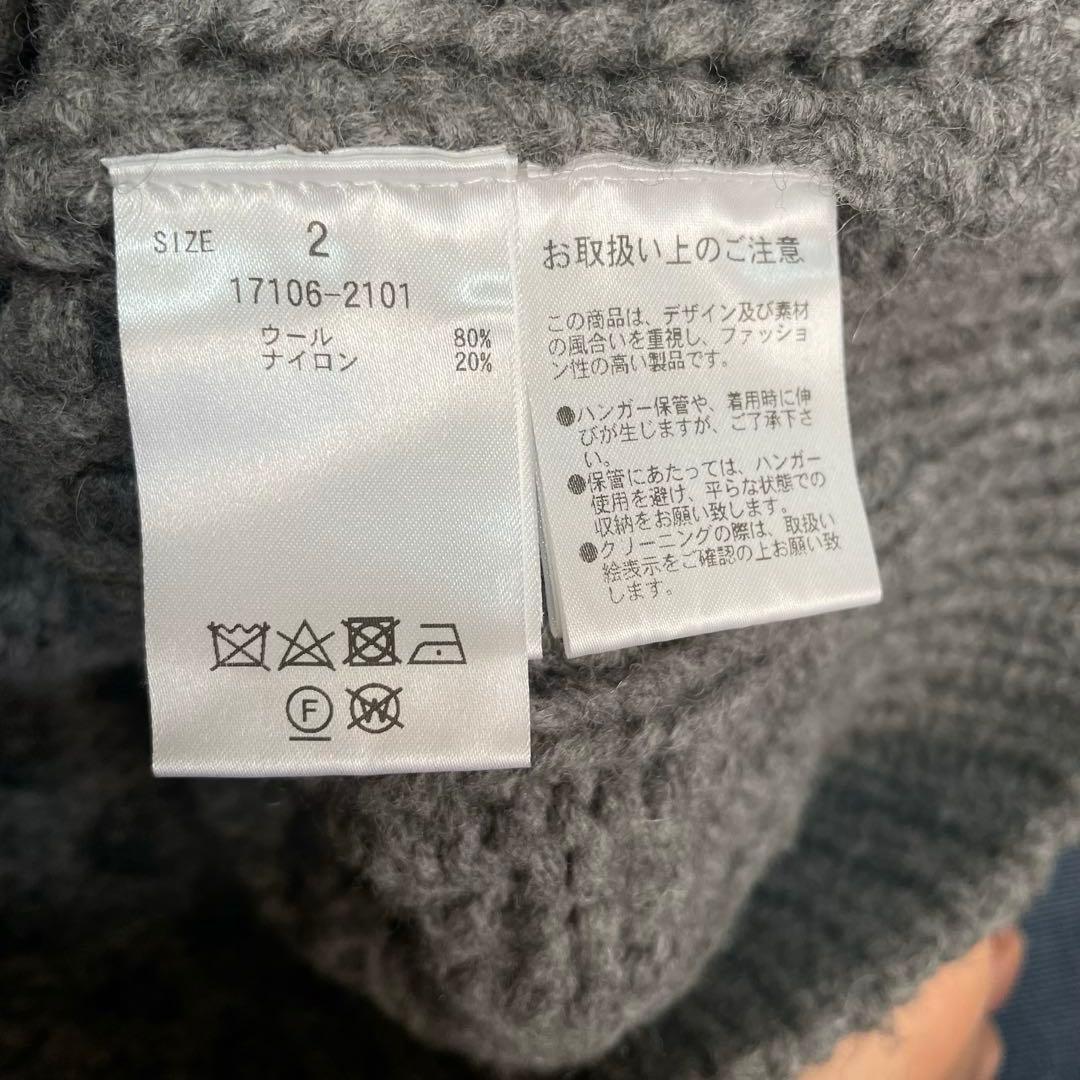 SIZE 2
17106-2101
ウール 80%
ナイロン 20%
F
W
お取扱い上のご注意
この商品は、デザイン及び素材
の風合いを重視し、ファッショ
ン性の高い製品です。
●ハンガー保管や、着用時に伸
びが生じますが、ご了承下さ
い。
●保管にあたっては、ハンガー
使用を避け、平らな状態での
収納をお願い致します。
●クリーニングの際は、取扱い
絵表示をご確認の上お願い致
します。